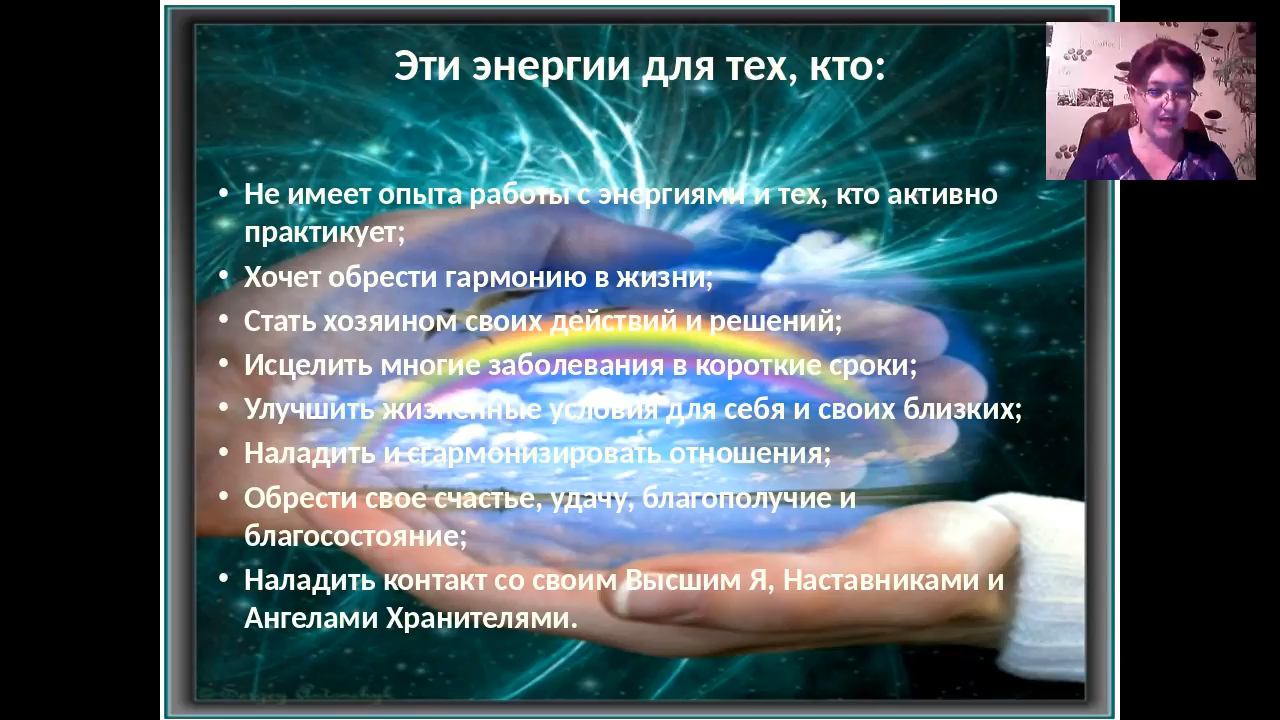 Эти энергии для тех, кто:
• Не имеет опыта работы с энергиями и тех, кто активно
практикует;
• Хочет обрести гармонию в жизни;
• Стать хозяином своих действий и решений;
• Исцелить многие заболевания в короткие сроки;
• Улучшить жизненные условия для себя и своих близких;
• Наладить и сгармонизировать отношения;
• Обрести свое счастье, удачу, благополучие и
благосостояние;
• Наладить контакт со своим Высшим Я, Наставниками и
Ангелами Хранителями.